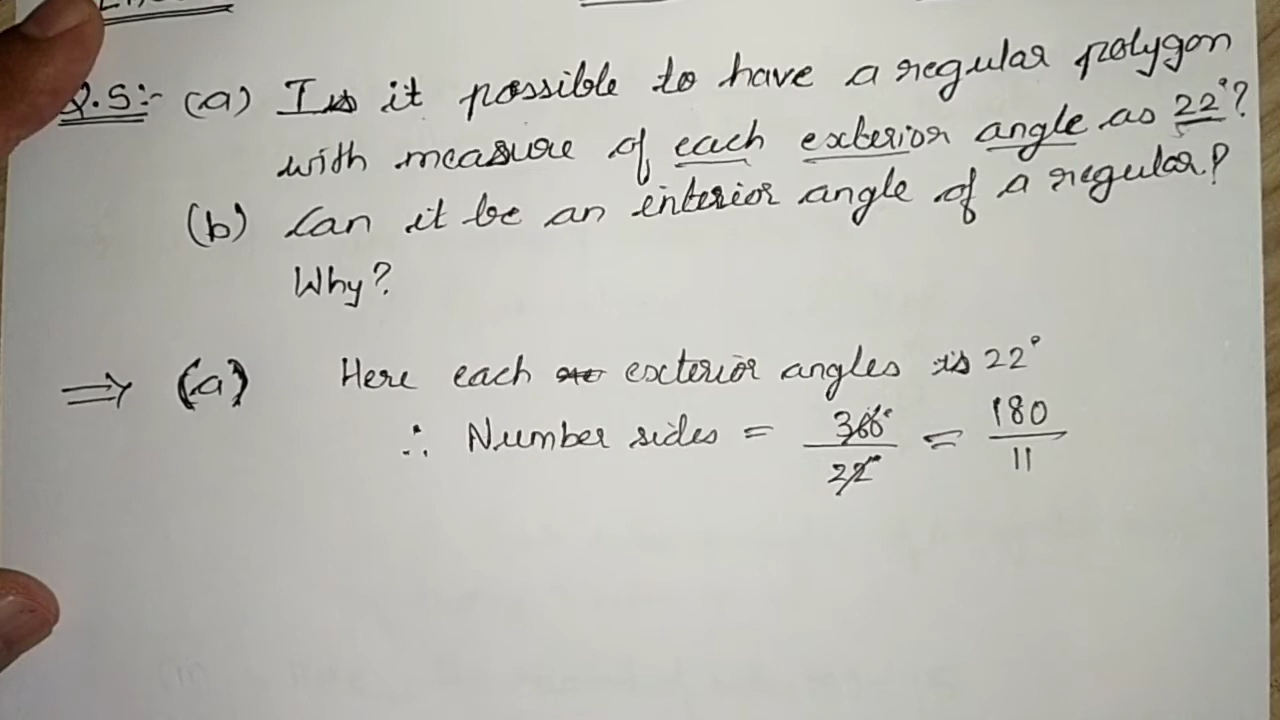 Q.5:- (a) Is it possible to have a regular polygon
with measure of each exterior angle as 22°?
(b) Can it be an interior angle of a regular?
Why?
⇒ (a) Here each exterior angles is 22°
∴ Number sides = 360°/22° = 180/11